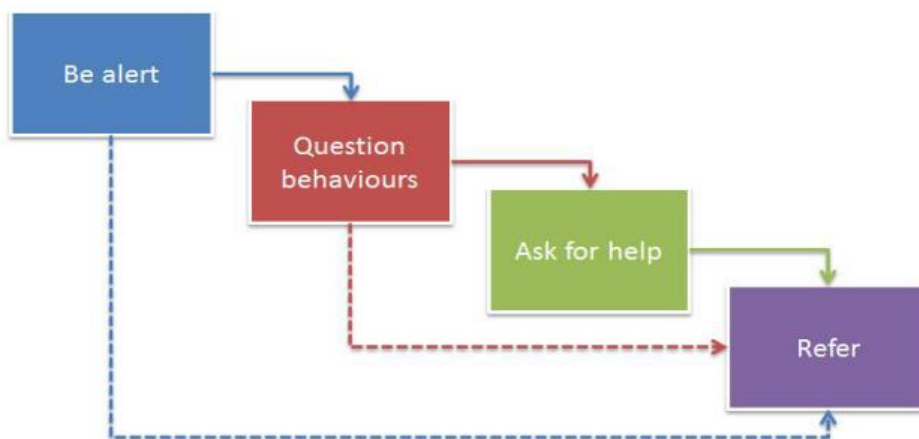 Be alert
Question
behaviours
Ask for help
Refer